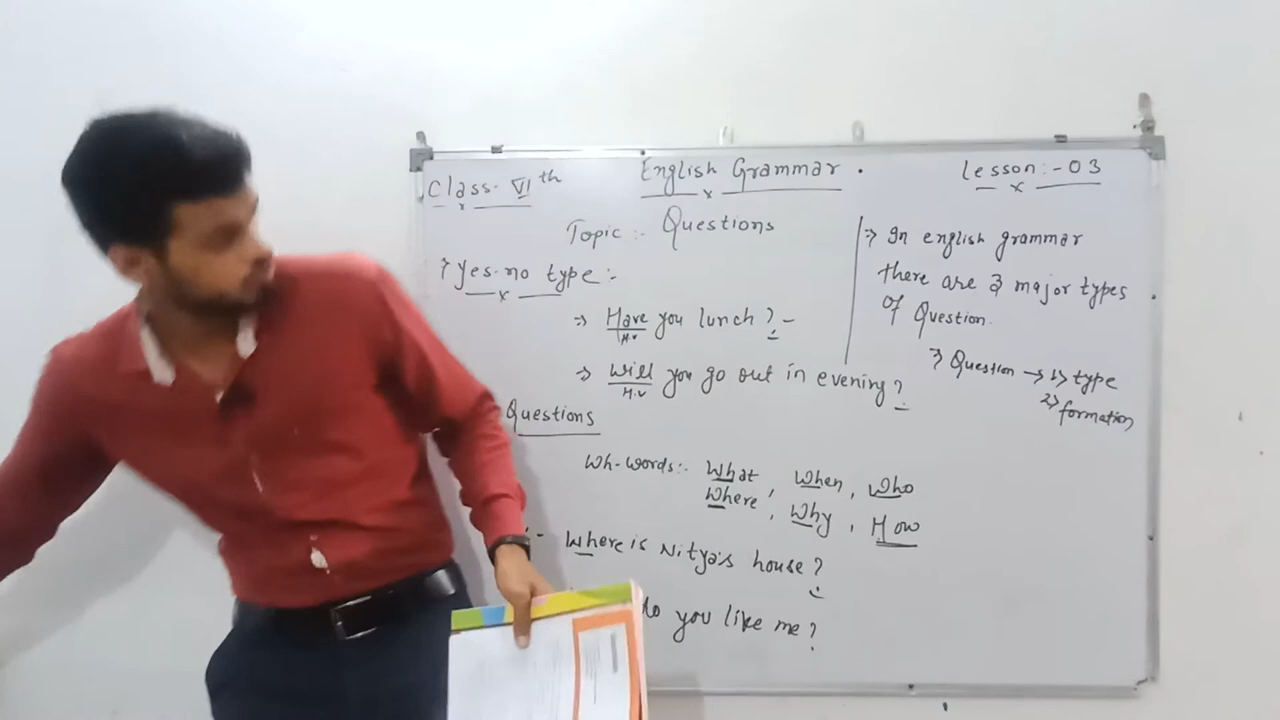 Class- VIth
English Grammar .
Lesson:-03
Topic:- Questions
Yes-no type:-
⇒ Have you lunch? -
H.v
⇒ Will you go out in evening?
H.v
Questions
Wh-words:- What, When, Who
Where, Why, How
:- Where is Nitya's house?
do you like me?
⇒ In english grammar
there are 3 major types
of Question.
⇒ Question → 1> type
2> formation